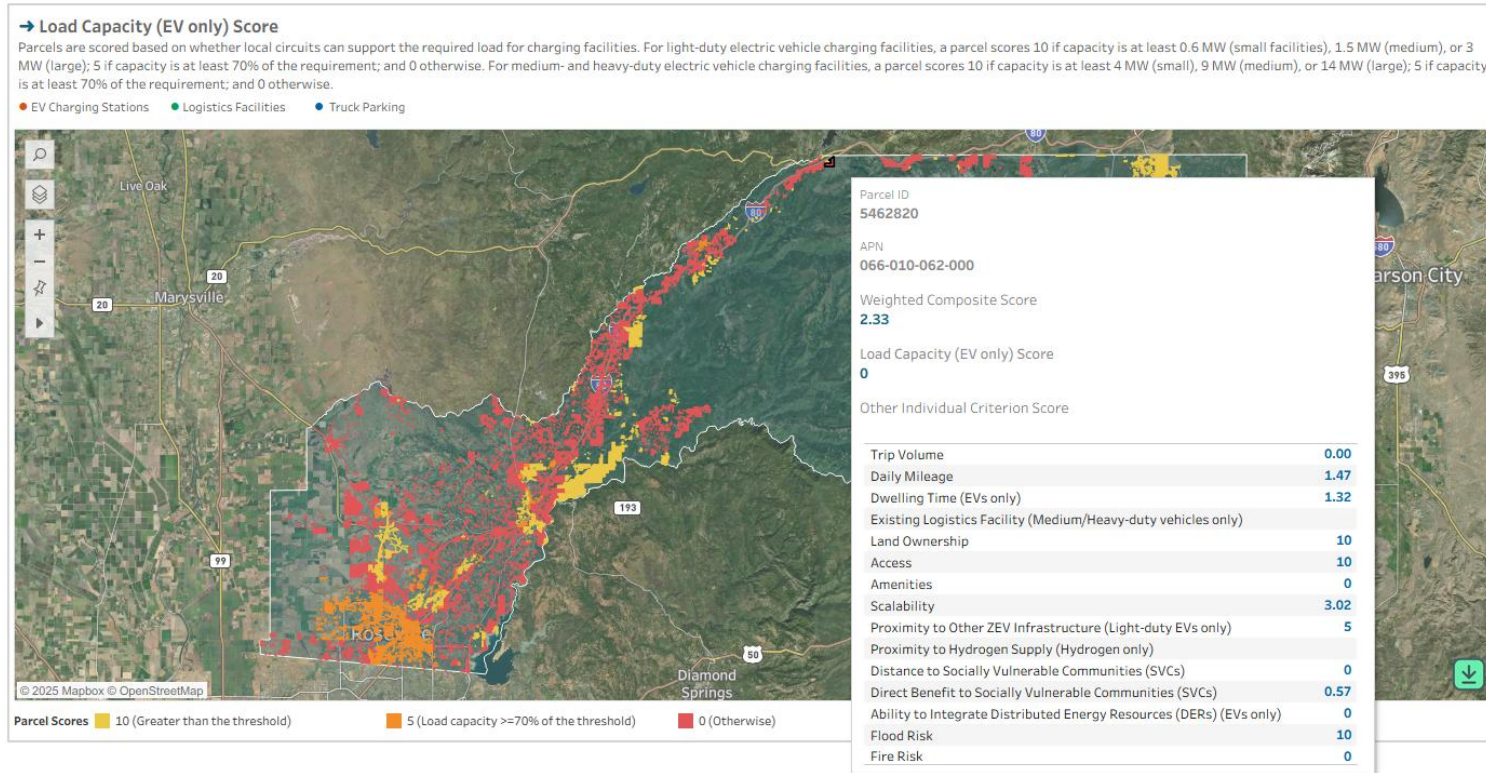 → Load Capacity (EV only) Score
Parcels are scored based on whether local circuits can support the required load for charging facilities. For light-duty electric vehicle charging facilities, a parcel scores 10 if capacity is at least 0.6 MW (small facilities), 1.5 MW (medium), or 3
MW (large); 5 if capacity is at least 70% of the requirement; and 0 otherwise. For medium- and heavy-duty electric vehicle charging facilities, a parcel scores 10 if capacity is at least 4 MW (small), 9 MW (medium), or 14 MW (large); 5 if capacity
is at least 70% of the requirement; and 0 otherwise.
EV Charging Stations Logistics Facilities Truck Parking
80
Live Oak
80
20
20
Marysville
80
arson City
395
193
99
50
Diamond
Springs
© 2025 Mapbox © OpenStreetMap
Parcel ID
5462820
APN
066-010-062-000
Weighted Composite Score
2.33
Load Capacity (EV only) Score
0
Other Individual Criterion Score
Trip Volume 0.00
Daily Mileage 1.47
Dwelling Time (EVs only) 1.32
Existing Logistics Facility (Medium/Heavy-duty vehicles only)
Land Ownership 10
Access 10
Amenities 0
Scalability 3.02
Proximity to Other ZEV Infrastructure (Light-duty EVs only) 5
Proximity to Hydrogen Supply (Hydrogen only)
Distance to Socially Vulnerable Communities (SVCs) 0
Direct Benefit to Socially Vulnerable Communities (SVCs) 0.57
Ability to Integrate Distributed Energy Resources (DERs) (EVs only) 0
Flood Risk 10
Fire Risk 0
Parcel Scores 10 (Greater than the threshold) 5 (Load capacity >=70% of the threshold) 0 (Otherwise)